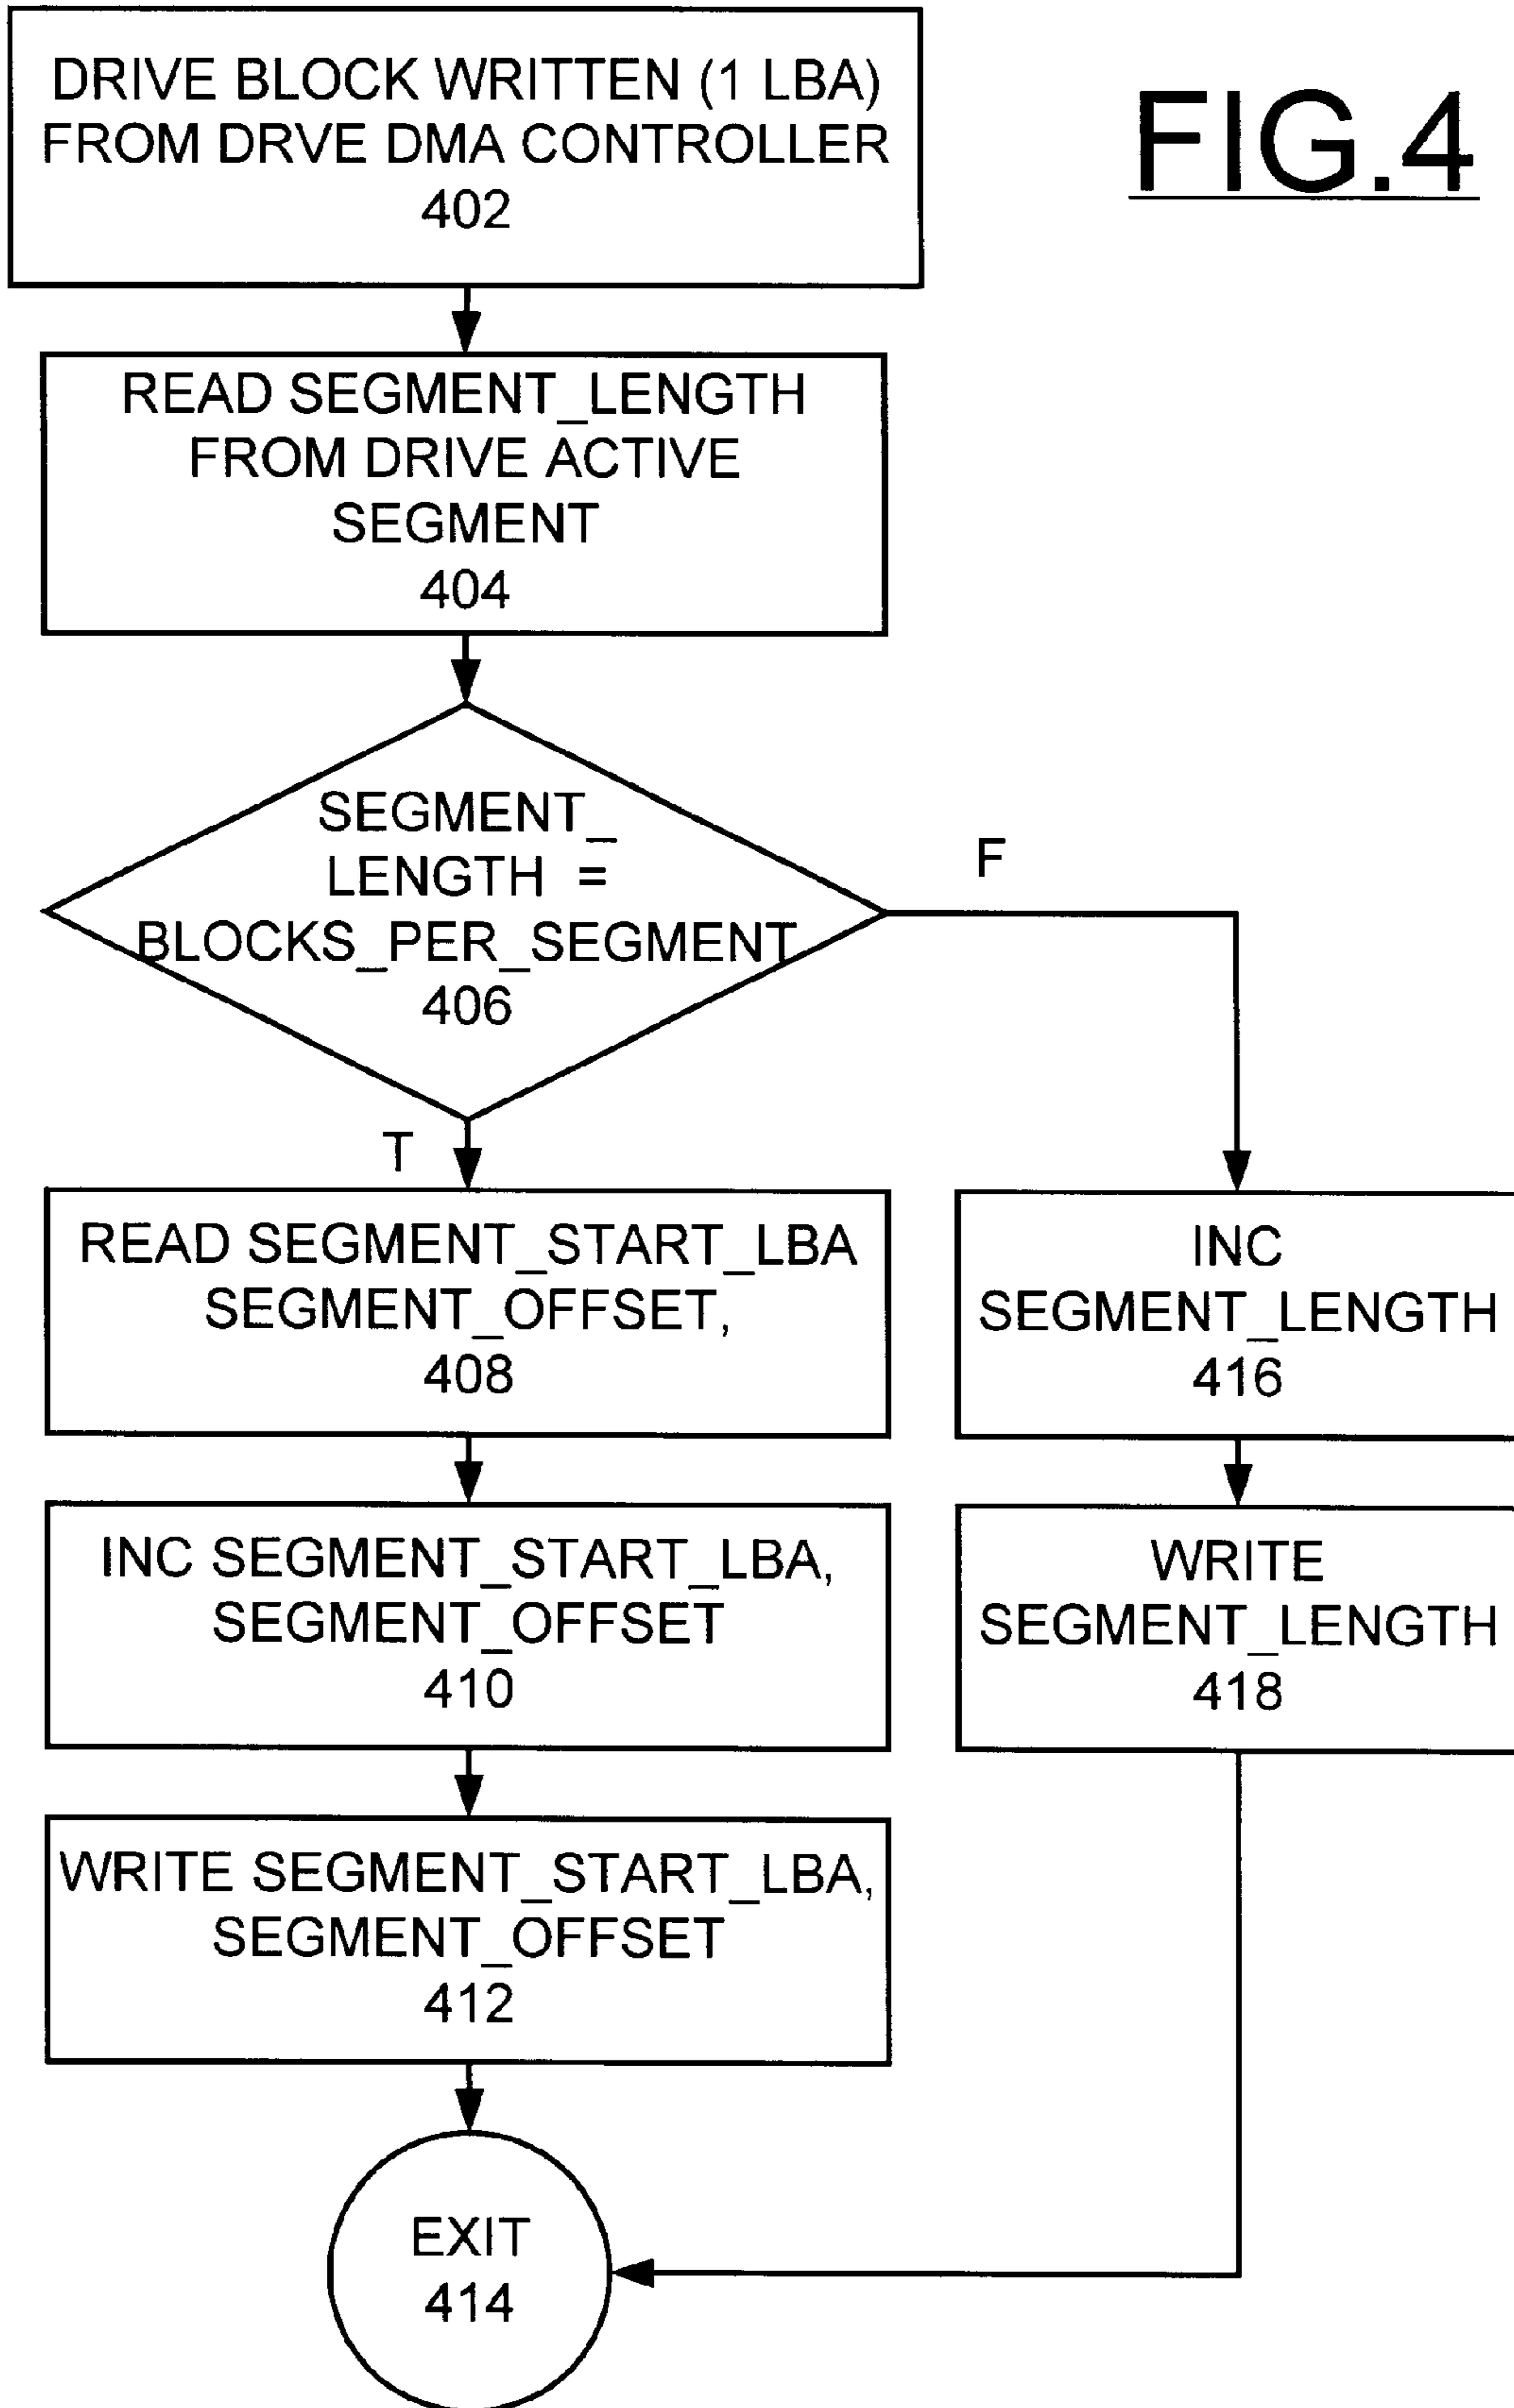 FIG.4
DRIVE BLOCK WRITTEN (1 LBA)
FROM DRVE DMA CONTROLLER
402
READ SEGMENT_LENGTH
FROM DRIVE ACTIVE
SEGMENT
404
SEGMENT_
LENGTH =
BLOCKS_PER_SEGMENT
406
F
T
READ SEGMENT_START_LBA
SEGMENT_OFFSET,
408
INC SEGMENT_START_LBA,
SEGMENT_OFFSET
410
WRITE SEGMENT_START_LBA,
SEGMENT_OFFSET
412
INC
SEGMENT_LENGTH
416
WRITE
SEGMENT_LENGTH
418
EXIT
414